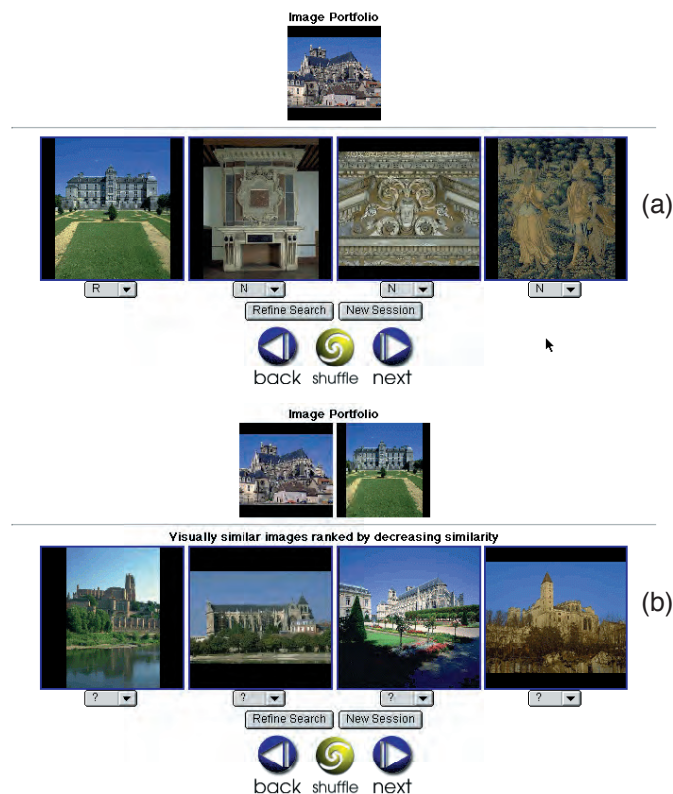 Image Portfolio
(a)
R N N N
Refine Search New Session
back shuffle next
Image Portfolio
Visually similar images ranked by decreasing similarity
(b)
? ? ? ?
Refine Search New Session
back shuffle next